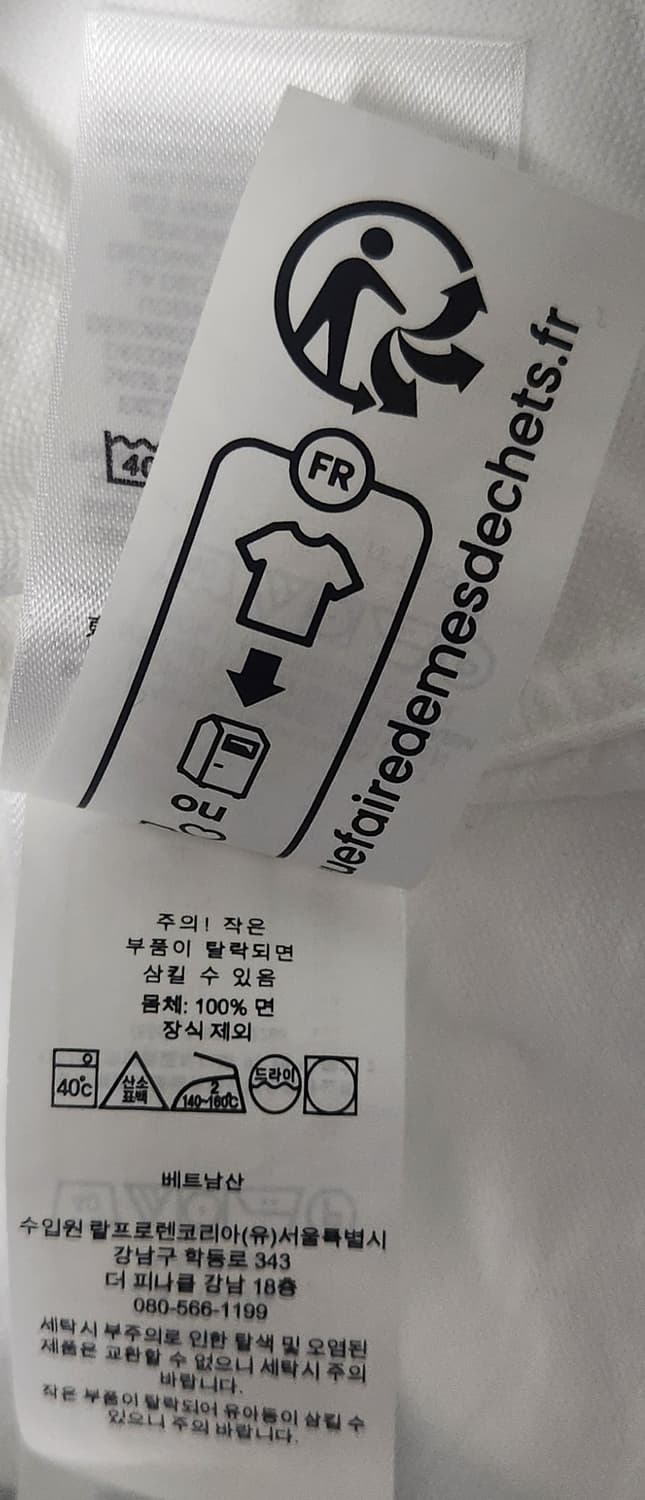 FR
OU
uefairedemesdechets.fr
40
주의! 작은
부품이 탈락되면
삼킬 수 있음
몸체: 100% 면
장식 제외
40℃
산소
표백
2
140~160℃
드라이
베트남산
수입원 랄프로렌코리아(유)서울특별시
강남구 학동로 343
더 피나클 강남 18층
080-566-1199
세탁시 부주의로 인한 탈색 및 오염된
제품은 교환할 수 없으니 세탁시 주의
바랍니다.
작은 부품이 탈락되어 유아동이 삼킬 수
있으니 주의 바랍니다.